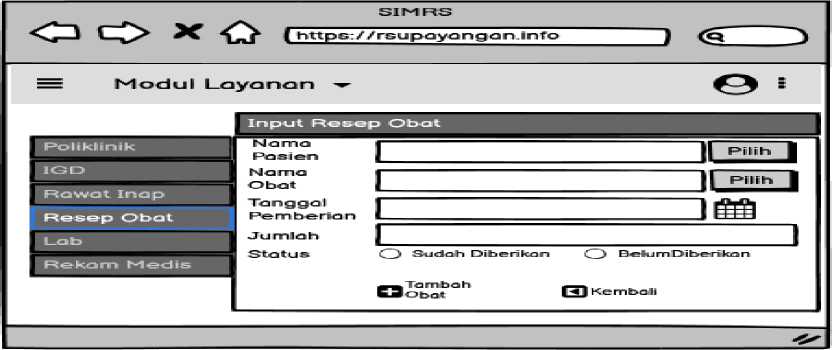 SIMRS
https://rsupayangan.info
Modul Layanan
Input Resep Obat
Poliklinik
IGD
Rawat Inap
Resep Obat
Lab
Rekam Medis
Nama
Pasien
Pilih
Nama
Obat
Pilih
Tanggal
Pemberian
Jumlah
Status
Sudah Diberikan
BelumDiberikan
Tambah
Obat
Kembali